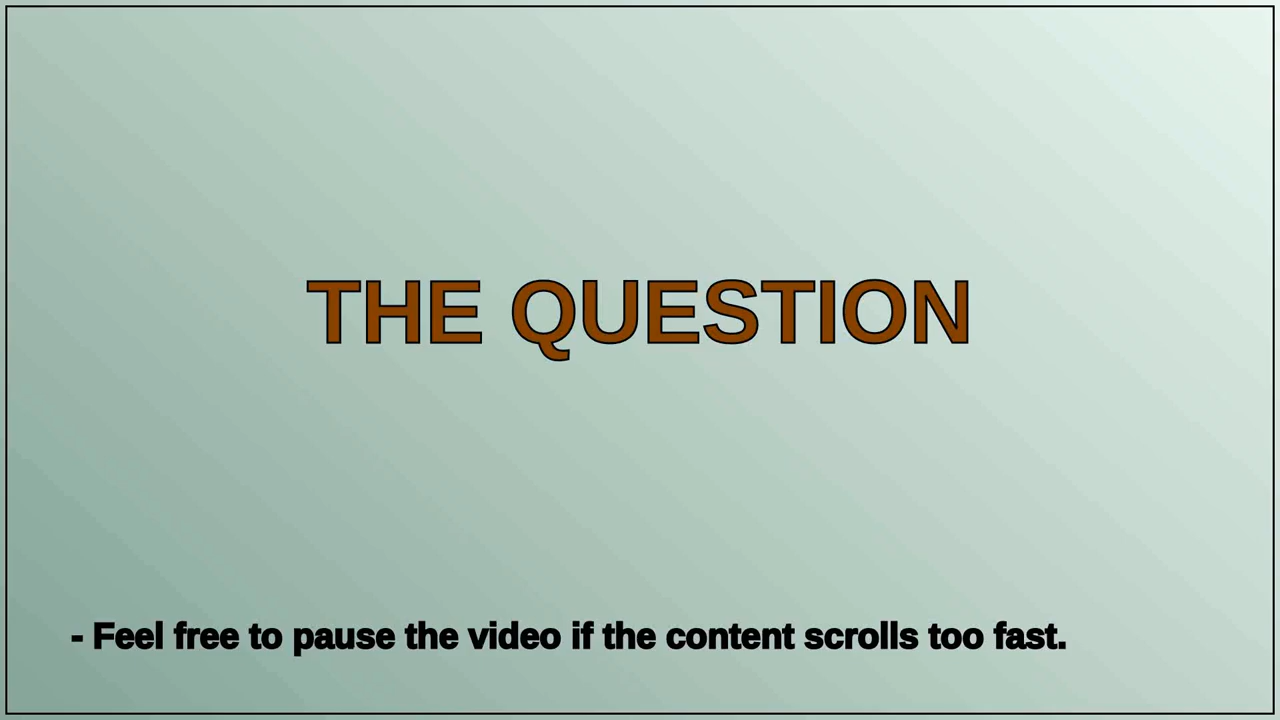 THE QUESTION
- Feel free to pause the video if the content scrolls too fast.